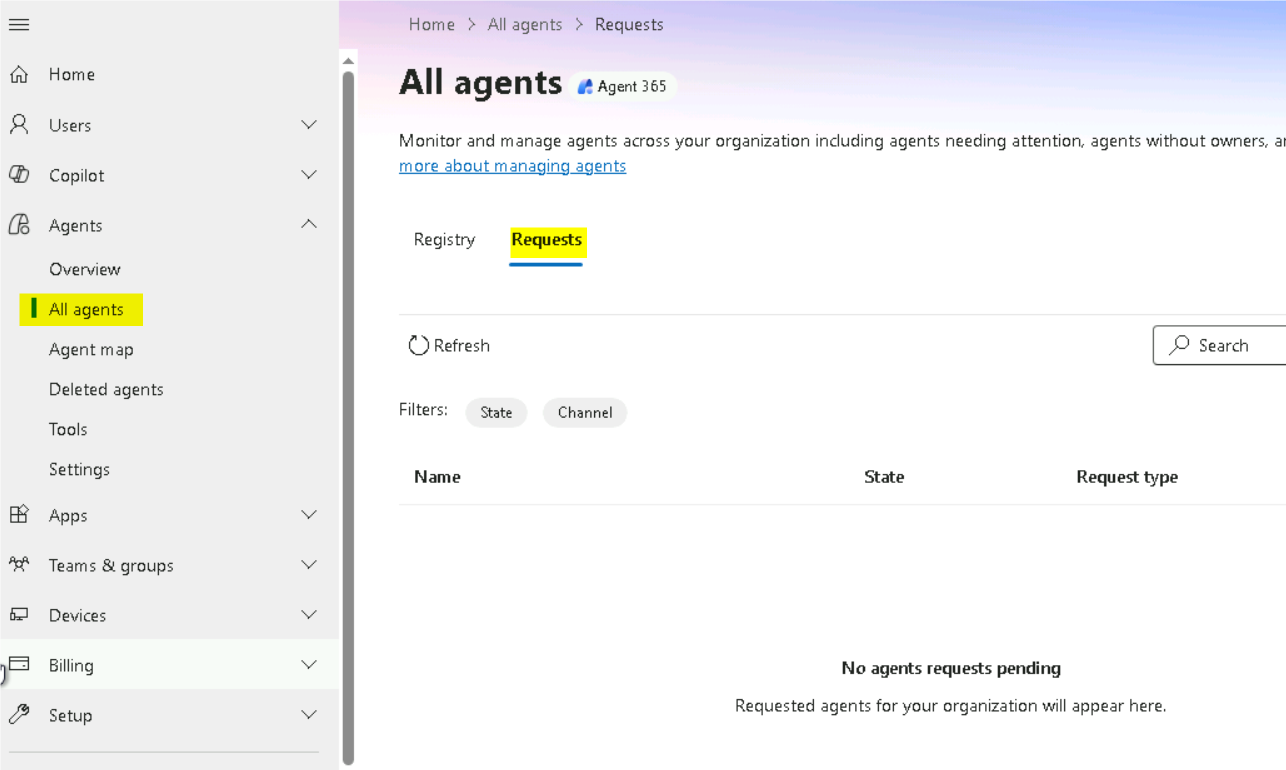 Home > All agents > Requests
Home
Users
Copilot
Agents
Overview
All agents
Agent map
Deleted agents
Tools
Settings
Apps
Teams & groups
Devices
Billing
Setup
All agents
Agent 365
Monitor and manage agents across your organization including agents needing attention, agents without owners,
more about managing agents
Registry
Requests
Refresh
Search
Filters:
State
Channel
Name
State
Request type
No agents requests pending
Requested agents for your organization will appear here.